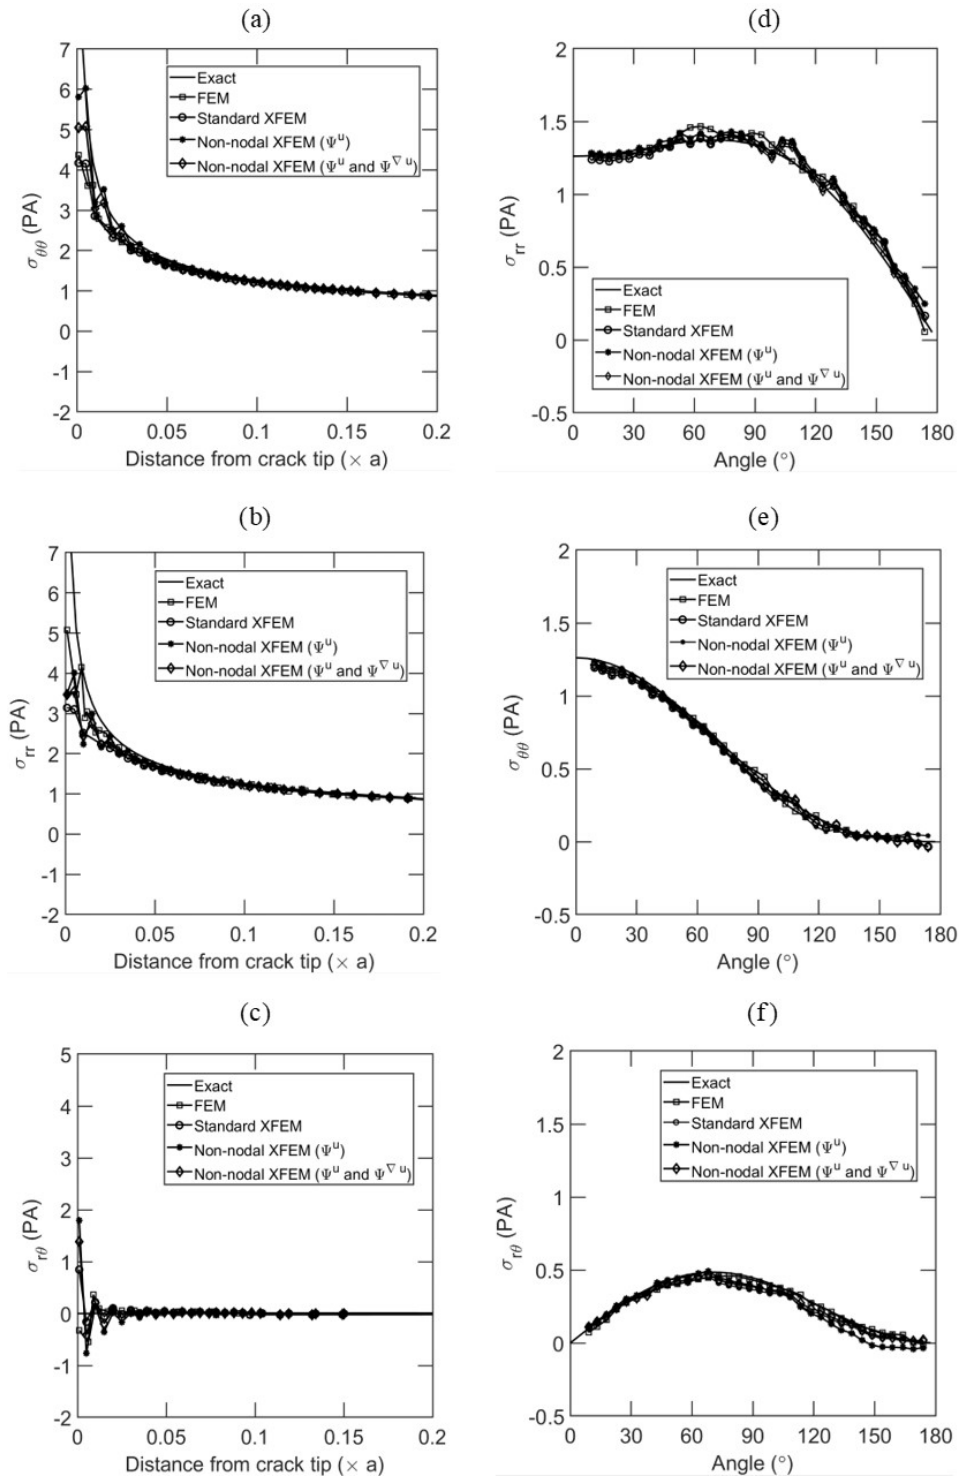 (a)
7
6
5
4
3
2
1
0
-1
-2
σθθ (PA)
Exact
FEM
Standard XFEM
Non-nodal XFEM (Ψᵘ)
Non-nodal XFEM (Ψᵘ and Ψ^∇ u)
0 0.05 0.1 0.15 0.2
Distance from crack tip (× a)
(d)
2
1.5
1
0.5
0
-0.5
σrr (PA)
Exact
FEM
Standard XFEM
Non-nodal XFEM (Ψᵘ)
Non-nodal XFEM (Ψᵘ and Ψ^∇ u)
0 30 60 90 120 150 180
Angle (°)
(b)
7
6
5
4
3
2
1
0
-1
-2
σrr (PA)
Exact
FEM
Standard XFEM
Non-nodal XFEM (Ψᵘ)
Non-nodal XFEM (Ψᵘ and Ψ^∇ u)
0 0.05 0.1 0.15 0.2
Distance from crack tip (× a)
(e)
2
1.5
1
0.5
0
-0.5
σθθ (PA)
Exact
FEM
Standard XFEM
Non-nodal XFEM (Ψᵘ)
Non-nodal XFEM (Ψᵘ and Ψ^∇ u)
0 30 60 90 120 150 180
Angle (°)
(c)
5
4
3
2
1
0
-1
-2
σrθ (PA)
Exact
FEM
Standard XFEM
Non-nodal XFEM (Ψᵘ)
Non-nodal XFEM (Ψᵘ and Ψ^∇ u)
0 0.05 0.1 0.15 0.2
Distance from crack tip (× a)
(f)
2
1.5
1
0.5
0
-0.5
σrθ (PA)
Exact
FEM
Standard XFEM
Non-nodal XFEM (Ψᵘ)
Non-nodal XFEM (Ψᵘ and Ψ^∇ u)
0 30 60 90 120 150 180
Angle (°)